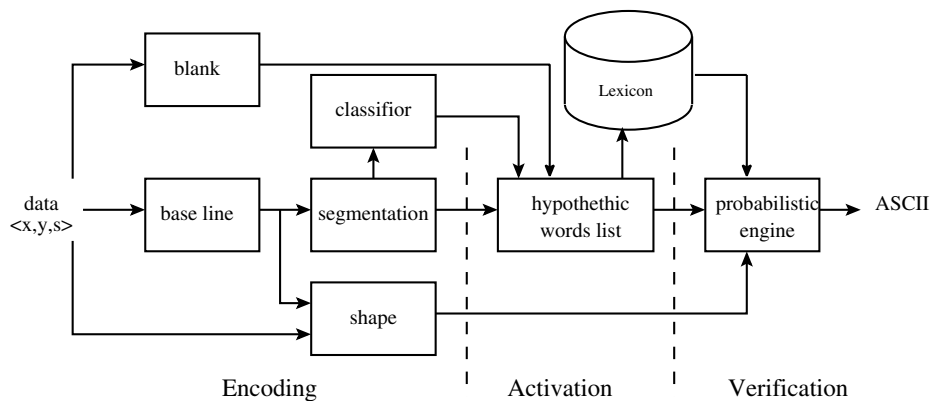 blank
Lexicon
classifior
data
<x,y,s>
base line
segmentation
hypothethic
words list
probabilistic
engine
ASCII
shape
Encoding
Activation
Verification